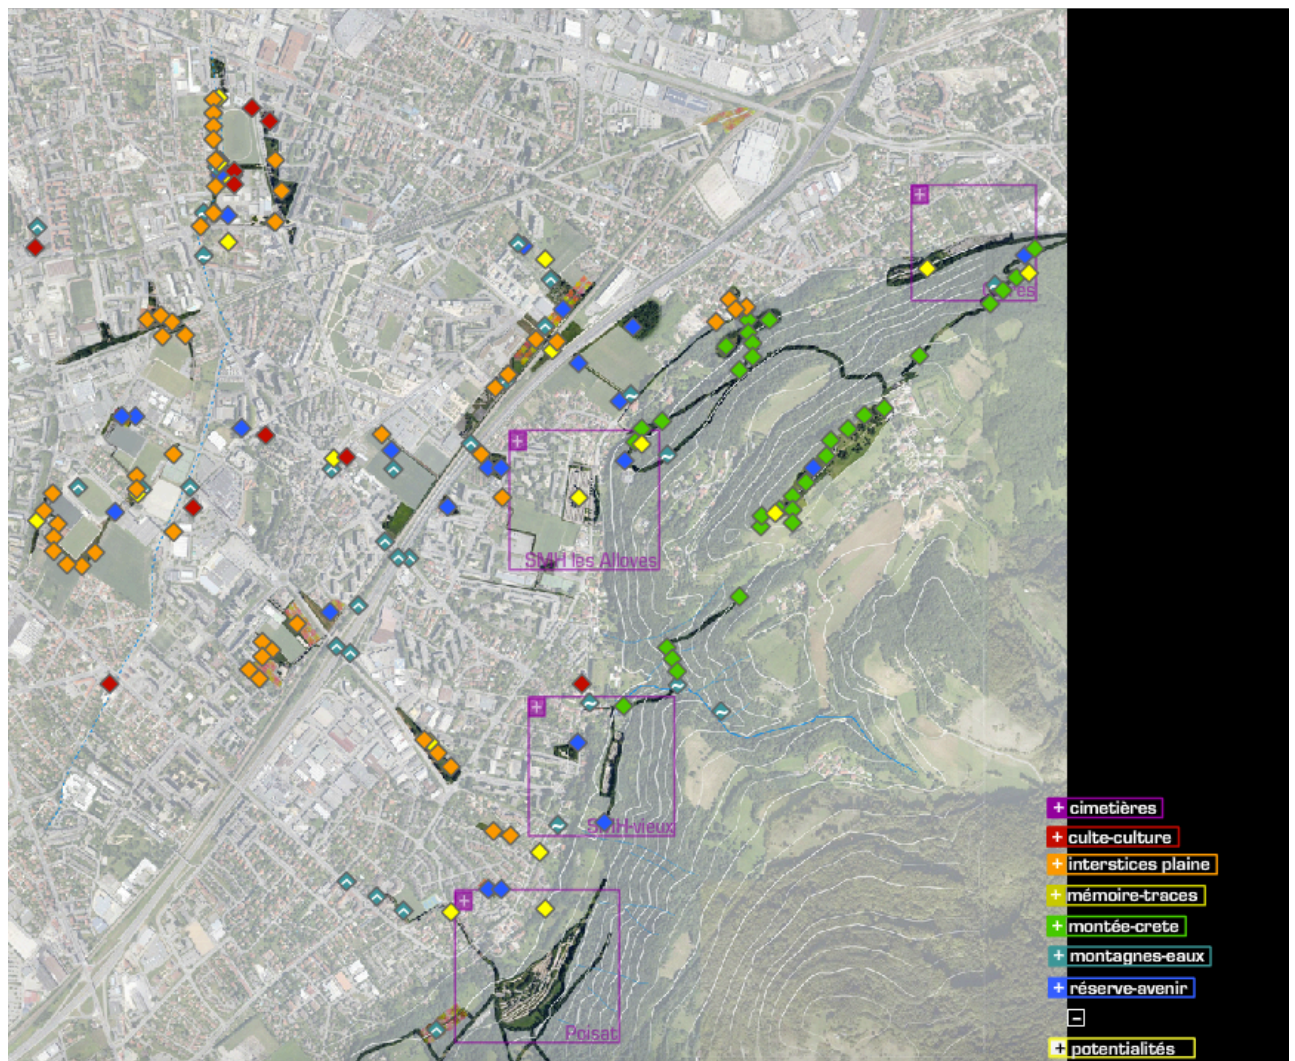 SMH les Alloves
SMH-vieux
Poisat
cimetières
culte-culture
interstices plaine
mémoire-traces
montée-crete
montagnes-eaux
réserve-avenir
potentialités